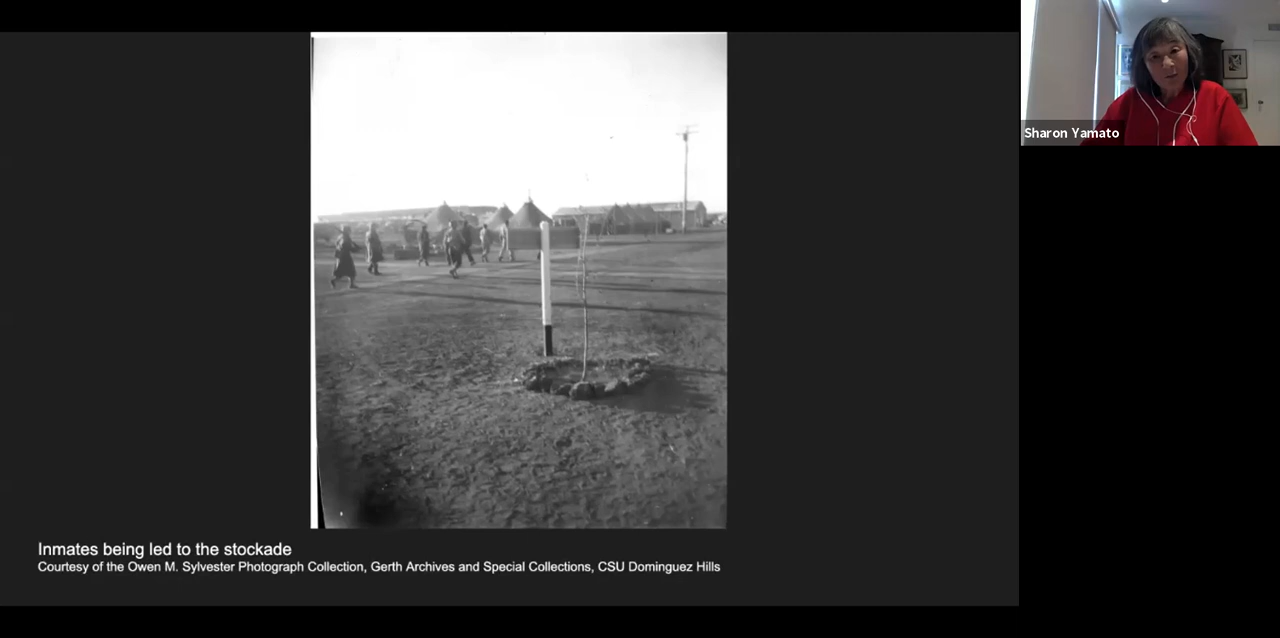 Sharon Yamato
Inmates being led to the stockade
Courtesy of the Owen M. Sylvester Photograph Collection, Gerth Archives and Special Collections, CSU Dominguez Hills